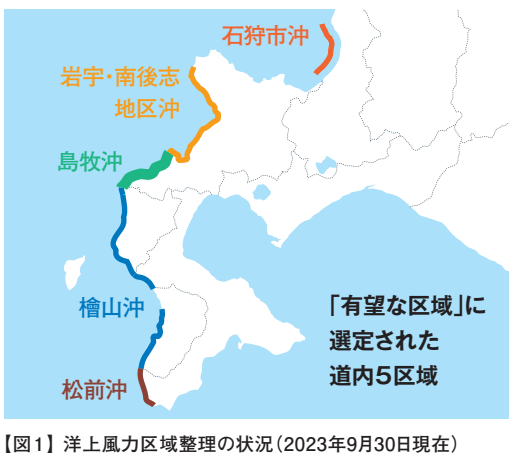 石狩市沖
岩宇・南後志
地区沖
島牧沖
檜山沖
松前沖
「有望な区域」に
選定された
道内5区域
【図1】洋上風力区域整理の状況（2023年9月30日現在）